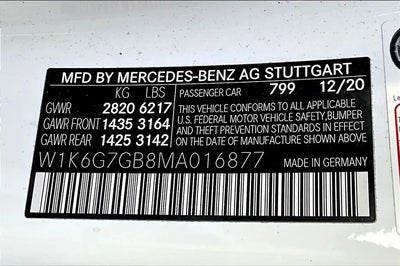 MFD BY MERCEDES-BENZ AG STUTTGART
KG LBS PASSENGER CAR 799 12/20
GVWR 2820 6217
GAWR FRONT 1435 3164
GAWR REAR 1425 3142
THIS VEHICLE CONFORMS TO ALL APPLICABLE
U.S. FEDERAL MOTOR VEHICLE SAFETY,BUMPER
AND THEFT PREVENTION STANDARDS IN EFFECT
ON THE DATE OF MANUFACTURE SHOWN ABOVE.
W1K6G7GB8MA016877 MADE IN GERMANY